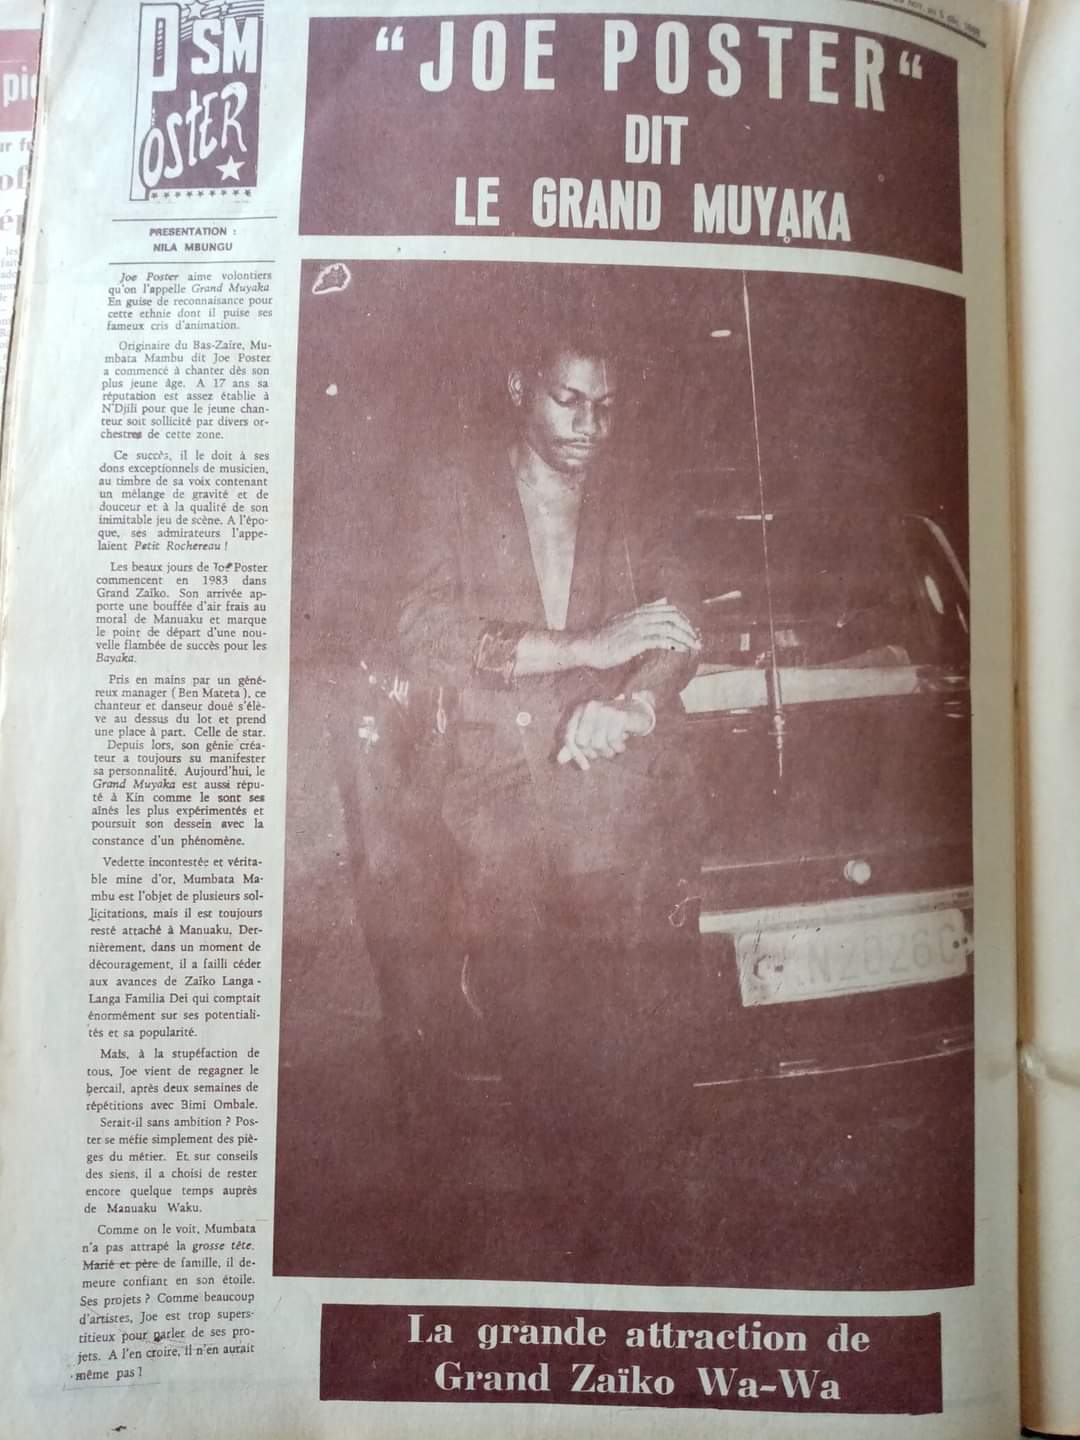 PSM
POSTER
PRESENTATION :
NILA MBUNGU
"JOE POSTER"
DIT
LE GRAND MUYAKA
Joe Poster aime volontiers
qu'on l'appelle Grand Muyaka
En guise de reconnaisance pour
cette ethnie dont il puise ses
fameux cris d'animation.
Originaire du Bas-Zaïre, Mu-
mbata Mambu dit Joe Poster
a commencé à chanter dès son
plus jeune âge. A 17 ans sa
réputation est assez établie à
N'Djili pour que le jeune chan-
teur soit sollicité par divers or-
chestres de cette zone.
Ce succès, il le doit à ses
dons exceptionnels de musicien,
au timbre de sa voix contenant
un mélange de gravité et de
douceur et à la qualité de son
inimitable jeu de scène. A l'épo-
que, ses admirateurs l'appe-
laient Petit Rochereau !
Les beaux jours de Joe Poster
commencent en 1983 dans
Grand Zaïko. Son arrivée ap-
porte une bouffée d'air frais au
moral de Manuaku et marque
le point de départ d'une nou-
velle flambée de succès pour les
Bayaka.
Pris en mains par un géné-
reux manager (Ben Mateta), ce
chanteur et danseur doué s'élè-
ve au dessus du lot et prend
une place à part. Celle de star.
Depuis lors, son génie créa-
teur a toujours su manifester
sa personnalité. Aujourd'hui, le
Grand Muyaka est aussi répu-
té à Kin comme le sont ses
aînés les plus expérimentés et
poursuit son dessein avec la
constance d'un phénomène.
Vedette incontestée et vérita-
ble mine d'or, Mumbata Ma-
mbu est l'objet de plusieurs sol-
licitations, mais il est toujours
resté attaché à Manuaku. Der-
nièrement, dans un moment de
découragement, il a failli céder
aux avances de Zaïko Langa-
Langa Familia Dei qui comptait
énormément sur ses potentiali-
tés et sa popularité.
Mais, à la stupéfaction de
tous, Joe vient de regagner le
bercail, après deux semaines de
répétitions avec Bimi Ombale.
Serait-il sans ambition ? Pos-
ter se méfie simplement des piè-
ges du métier. Et sur conseils
des siens, il a choisi de rester
encore quelque temps auprès
de Manuaku Waku.
Comme on le voit, Mumbata
n'a pas attrapé la grosse tête.
Marié et père de famille, il de-
meure confiant en son étoile.
Ses projets ? Comme beaucoup
d'artistes, Joe est trop supers-
titieux pour parler de ses pro-
jets. A l'en croire, il n'en aurait
même pas !
La grande attraction de
Grand Zaïko Wa-Wa